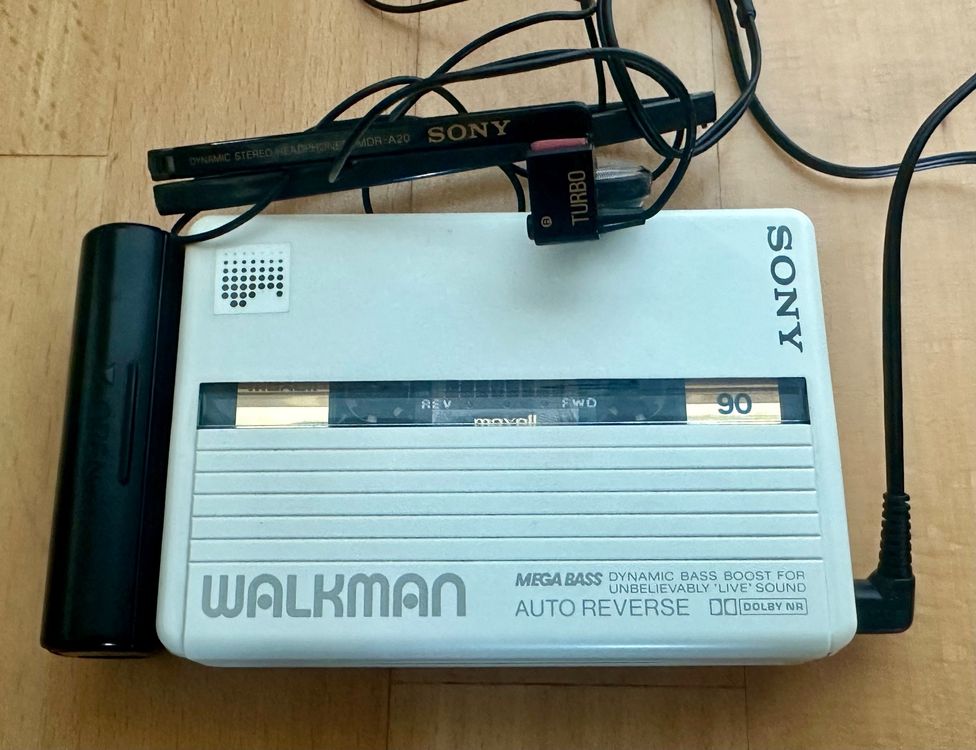 DYNAMIC STEREO HEADPHONES MDR-A20 SONY
TURBO
SONY
REV FWD
maxell
90
WALKMAN
MEGA BASS DYNAMIC BASS BOOST FOR
UNBELIEVABLY 'LIVE' SOUND
AUTO REVERSE DOLBY NR